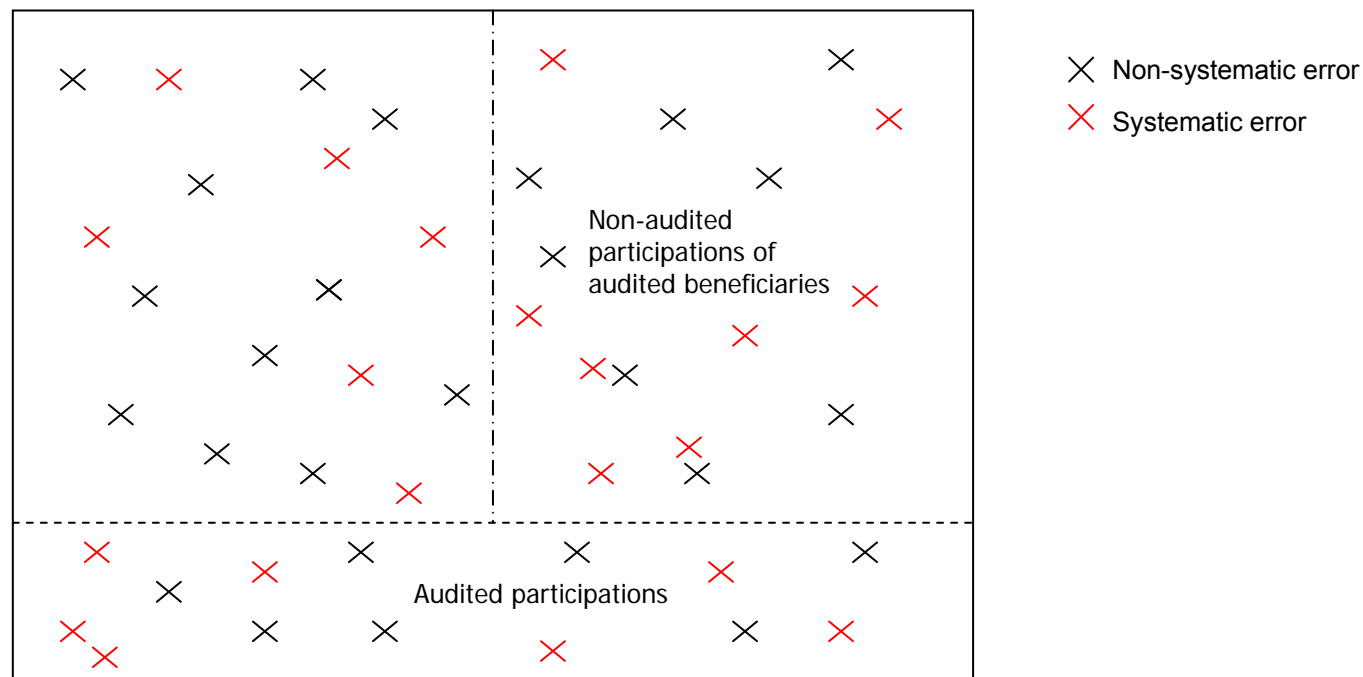 Non-systematic error
Systematic error
Non-audited
participations of
audited beneficiaries
Audited participations